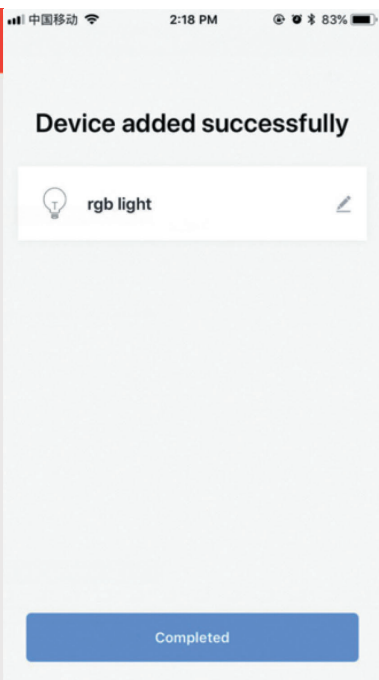 中国移动 2:18 PM 83%
Device added successfully
T rgb light
Completed